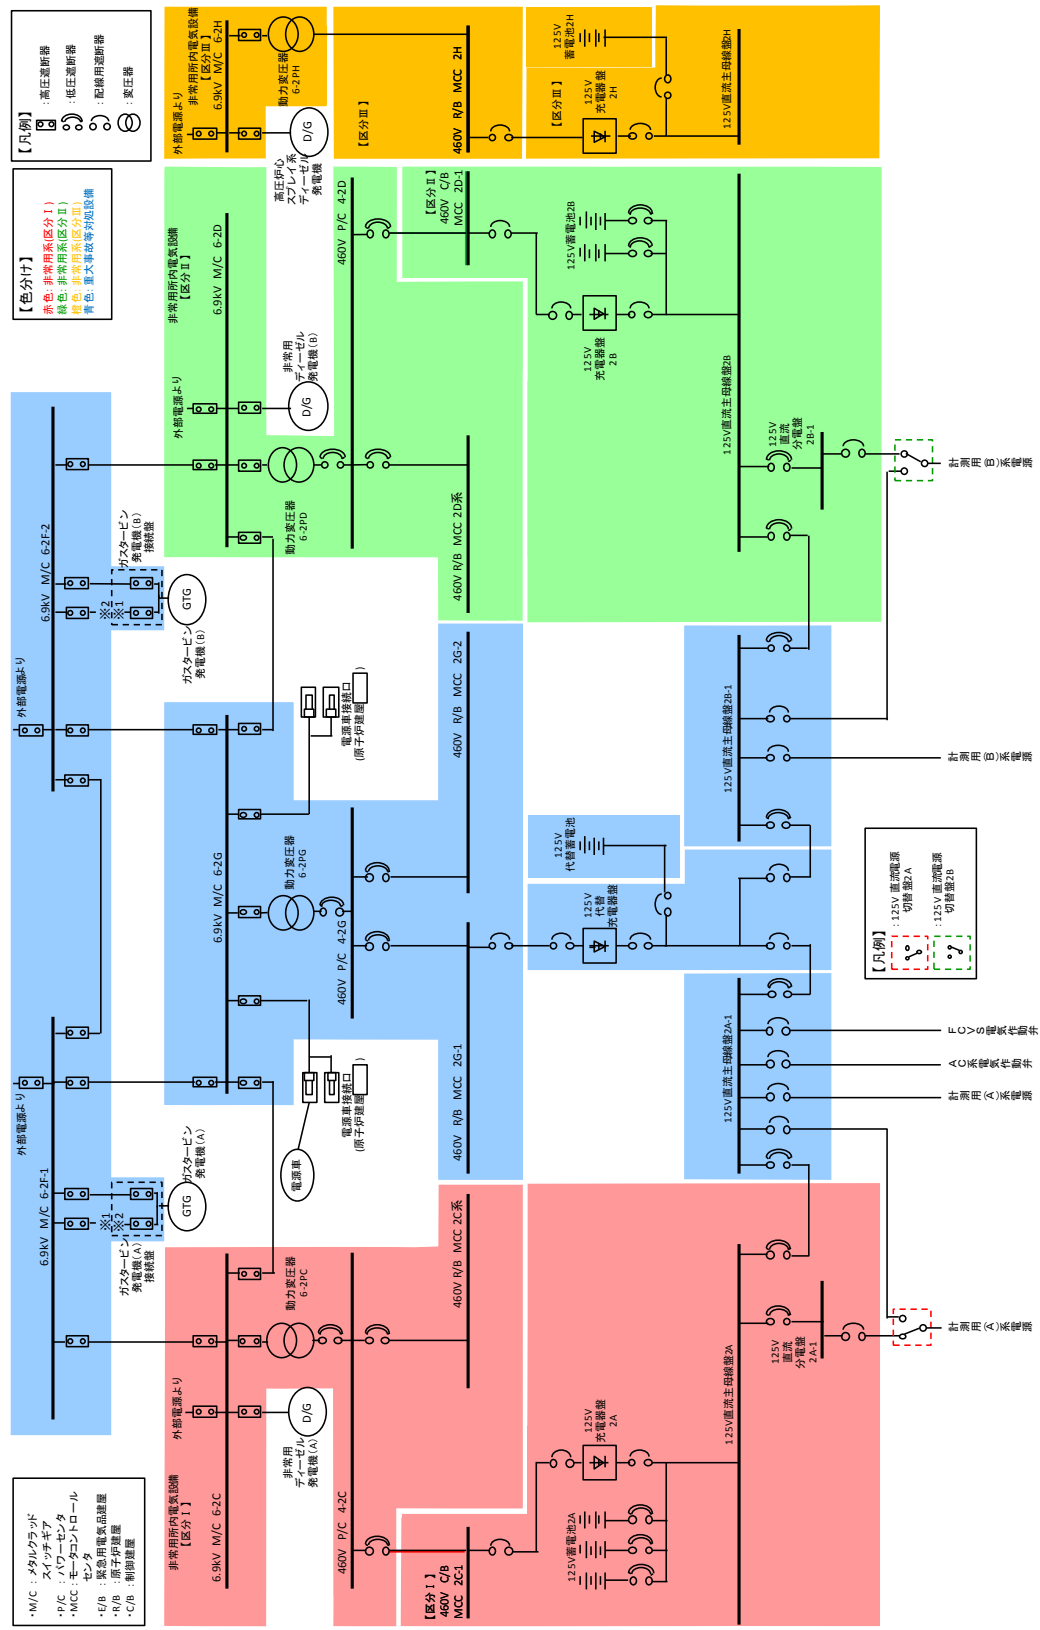 ・M/C ：メタルクラッド
スイッチギア
・P/C ：パワーセンタ
・MCC：モータコントロール
センタ
・E/B ：緊急用電気品建屋
・R/B ：原子炉建屋
・C/B ：制御建屋
【色分け】
赤色：非常用系(区分Ⅰ)
緑色：非常用系(区分Ⅱ)
橙色：非常用系(区分Ⅲ)
青色：重大事故等対処設備
【凡例】
：高圧遮断器
：低圧遮断器
：配線用遮断器
：変圧器
外部電源より
6.9kV M/C 6-2F-1
※1
※2
ガスタービン
発電機(A)
接続盤
GTG
ガスタービン
発電機(A)
外部電源より
6.9kV M/C 6-2F-2
※2
※1
ガスタービン
発電機(B)
接続盤
GTG
ガスタービン
発電機(B)
非常用所内電気設備
【区分Ⅰ】
外部電源より
6.9kV M/C 6-2C
非常用
ディーゼル
発電機(A)
D/G
動力変圧器
6-2PC
460V P/C 4-2C
【区分Ⅰ】
460V C/B
MCC 2C-1
460V R/B MCC 2C系
6.9kV M/C 6-2G
電源車
電源車接続口
(原子炉建屋 )
動力変圧器
6-2PG
電源車接続口
(原子炉建屋 )
460V P/C 4-2G
460V R/B MCC 2G-1
460V R/B MCC 2G-2
非常用所内電気設備
【区分Ⅱ】
外部電源より
6.9kV M/C 6-2D
動力変圧器
6-2PD
非常用
ディーゼル
発電機(B)
D/G
460V P/C 4-2D
460V R/B MCC 2D系
【区分Ⅱ】
460V C/B
MCC 2D-1
外部電源より
非常用所内電気設備
【区分Ⅲ】
6.9kV M/C 6-2H
高圧炉心
スプレイ系
ディーゼル
発電機
D/G
動力変圧器
6-2PH
【区分Ⅲ】
460V R/B MCC 2H
125V蓄電池2A
125V
充電器盤
2A
125V直流主母線盤2A
125V
直流
分電盤
2A-1
125V
代替
充電器盤
125V
代替蓄電池
125V直流主母線盤2A-1
125V直流主母線盤2B-1
125V
充電器盤
2B
125V蓄電池2B
125V直流主母線盤2B
125V
直流
分電盤
2B-1
【区分Ⅲ】
125V
充電器盤
2H
125V
蓄電池2H
125V直流主母線盤2H
計測用(A)系電源
計測用(A)系電源
AC系電気作動弁
FCVS電気作動弁
計測用(B)系電源
計測用(B)系電源
【凡例】
：125V 直流電源
切替盤2A
：125V 直流電源
切替盤2B